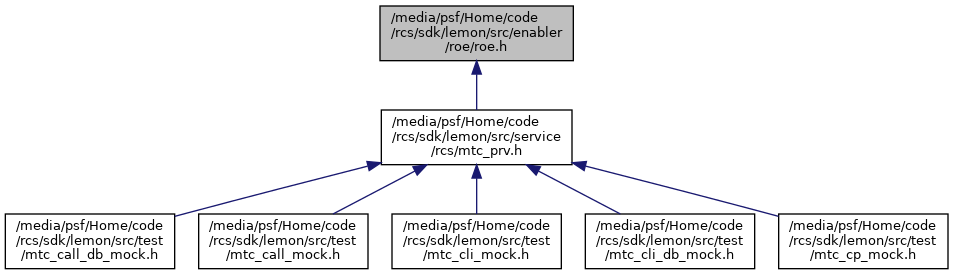 /media/psf/Home/code
/rcs/sdk/lemon/src/enabler
/roe/roe.h
/media/psf/Home/code
/rcs/sdk/lemon/src/service
/rcs/mtc_prv.h
/media/psf/Home/code
/rcs/sdk/lemon/src/test
/mtc_call_db_mock.h
/media/psf/Home/code
/rcs/sdk/lemon/src/test
/mtc_call_mock.h
/media/psf/Home/code
/rcs/sdk/lemon/src/test
/mtc_cli_mock.h
/media/psf/Home/code
/rcs/sdk/lemon/src/test
/mtc_cli_db_mock.h
/media/psf/Home/code
/rcs/sdk/lemon/src/test
/mtc_cp_mock.h